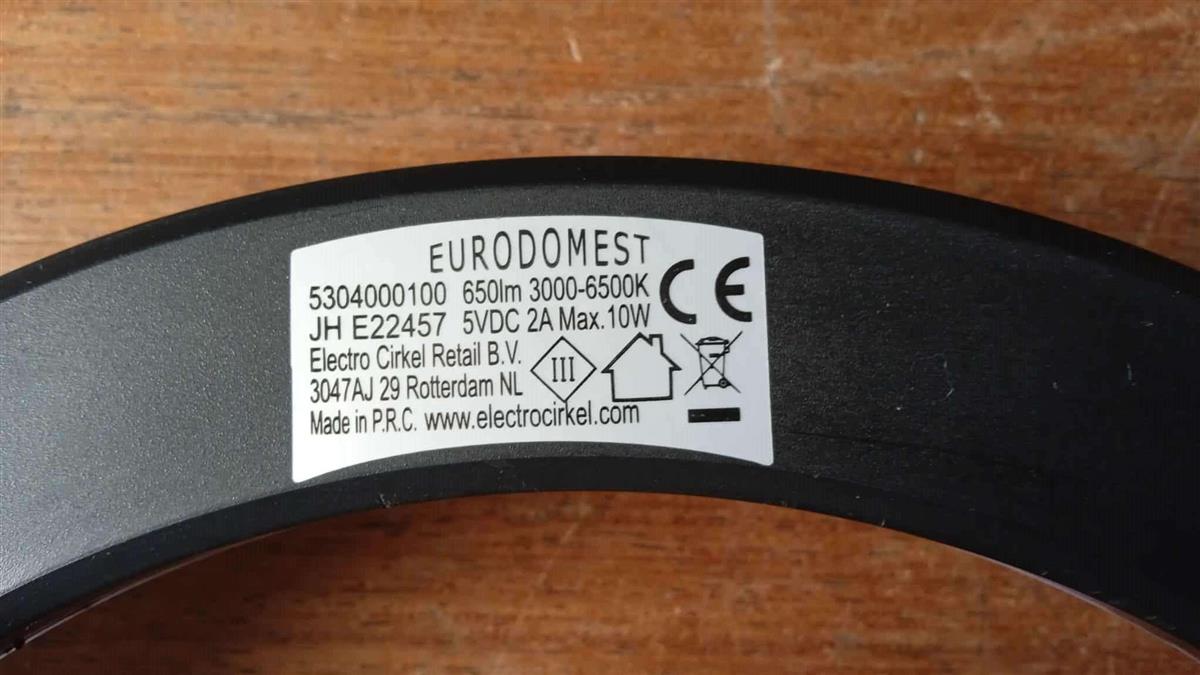 EURODOMEST
5304000100 650lm 3000-6500K
JH E22457 5VDC 2A Max.10W
Electro Cirkel Retail B.V.
3047AJ 29 Rotterdam NL
Made in P.R.C. www.electrocirkel.com
III
CE